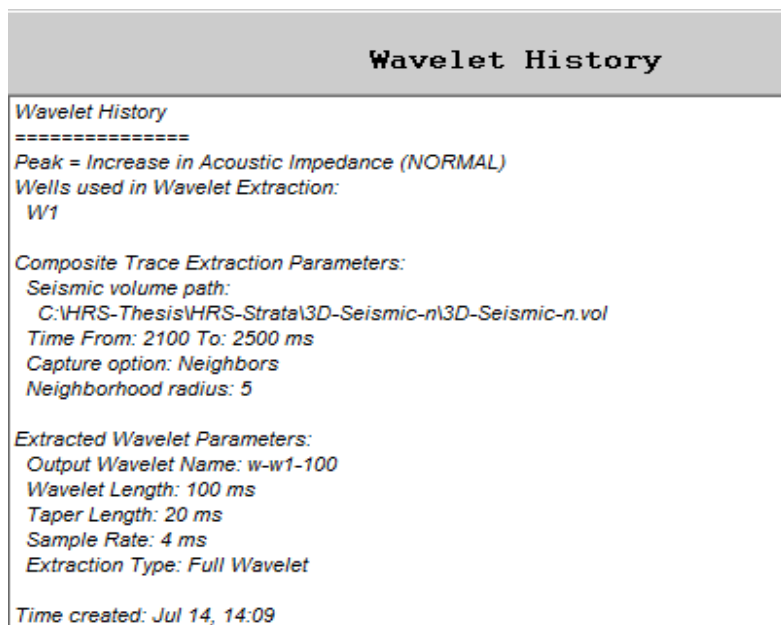 Wavelet History
Wavelet History
===============
Peak = Increase in Acoustic Impedance (NORMAL)
Wells used in Wavelet Extraction:
W1
Composite Trace Extraction Parameters:
Seismic volume path:
C:\HRS-Thesis\HRS-Strata\3D-Seismic-n\3D-Seismic-n.vol
Time From: 2100 To: 2500 ms
Capture option: Neighbors
Neighborhood radius: 5
Extracted Wavelet Parameters:
Output Wavelet Name: w-w1-100
Wavelet Length: 100 ms
Taper Length: 20 ms
Sample Rate: 4 ms
Extraction Type: Full Wavelet
Time created: Jul 14, 14:09